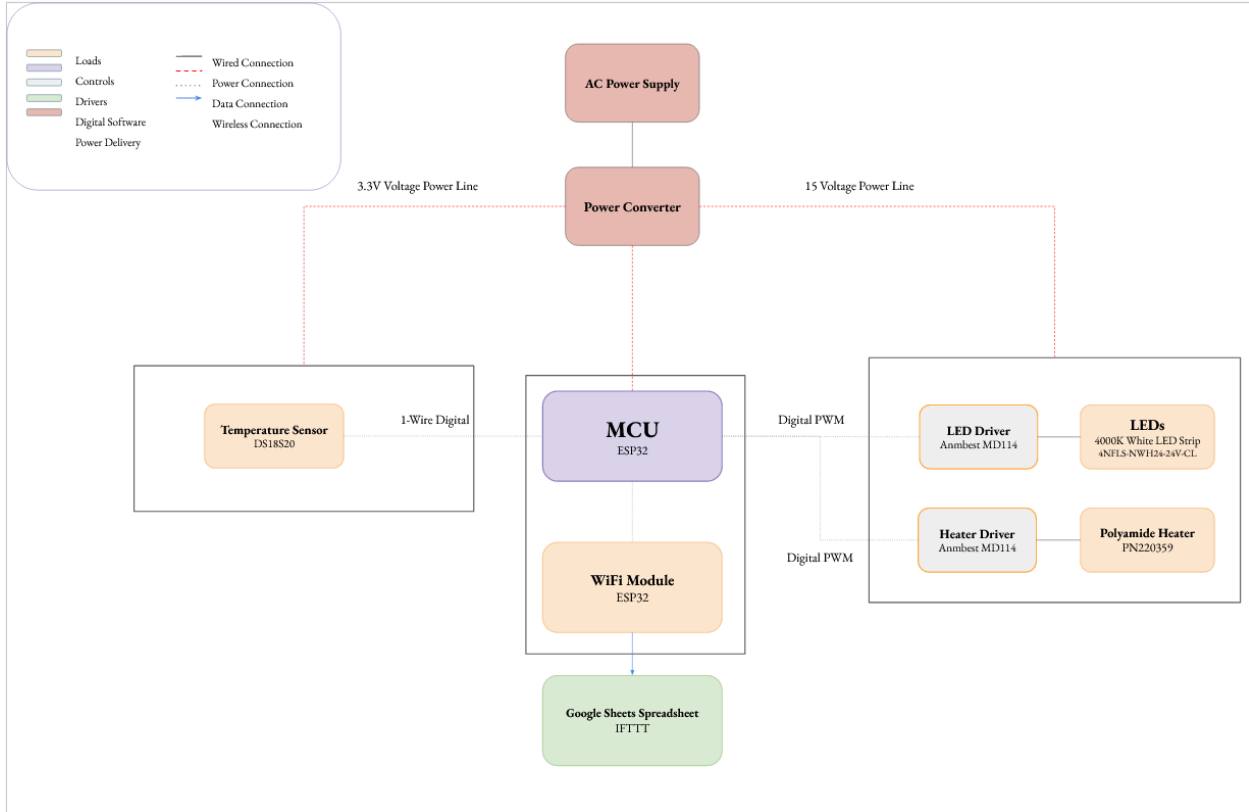 Loads
Controls
Drivers
Digital Software
Power Delivery
Wired Connection
Power Connection
Data Connection
Wireless Connection
AC Power Supply
3.3V Voltage Power Line
Power Converter
15 Voltage Power Line
Temperature Sensor
DS18S20
1-Wire Digital
MCU
ESP32
Digital PWM
LED Driver
Anmbest MD114
LEDs
4000K White LED Strip
4NFLS-NWH24-24V-CL
WiFi Module
ESP32
Digital PWM
Heater Driver
Anmbest MD114
Polyamide Heater
PN220359
Google Sheets Spreadsheet
IFTTT